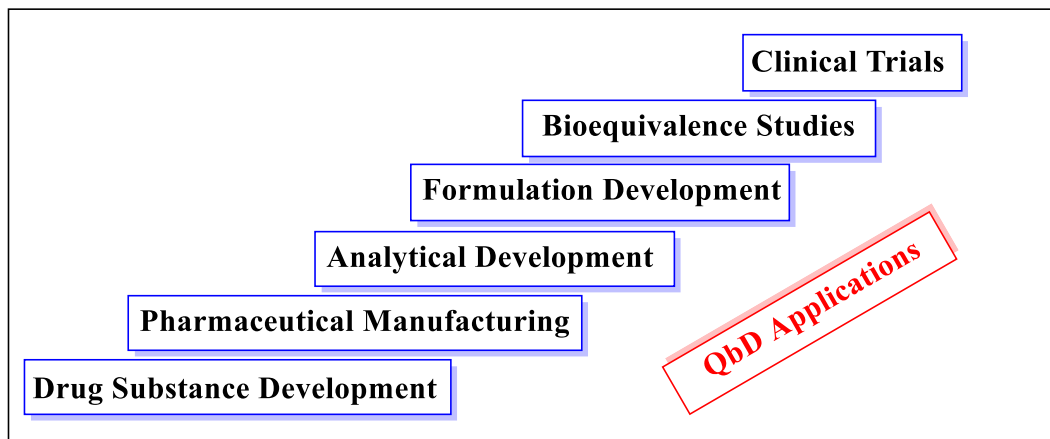 Clinical Trials
Bioequivalence Studies
Formulation Development
Analytical Development
Pharmaceutical Manufacturing
Drug Substance Development
QbD Applications